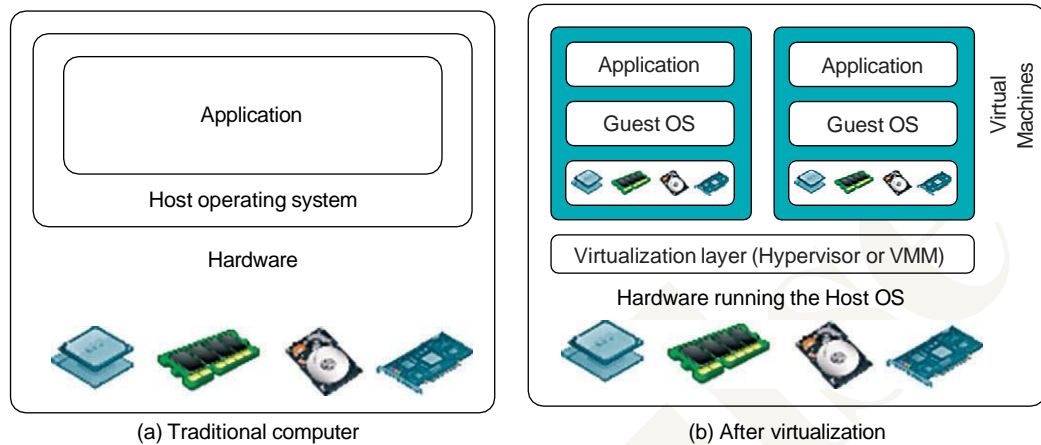 Application
Host operating system
Hardware
(a) Traditional computer
Application
Guest OS
Application
Guest OS
Virtual
Machines
Virtualization layer (Hypervisor or VMM)
Hardware running the Host OS
(b) After virtualization